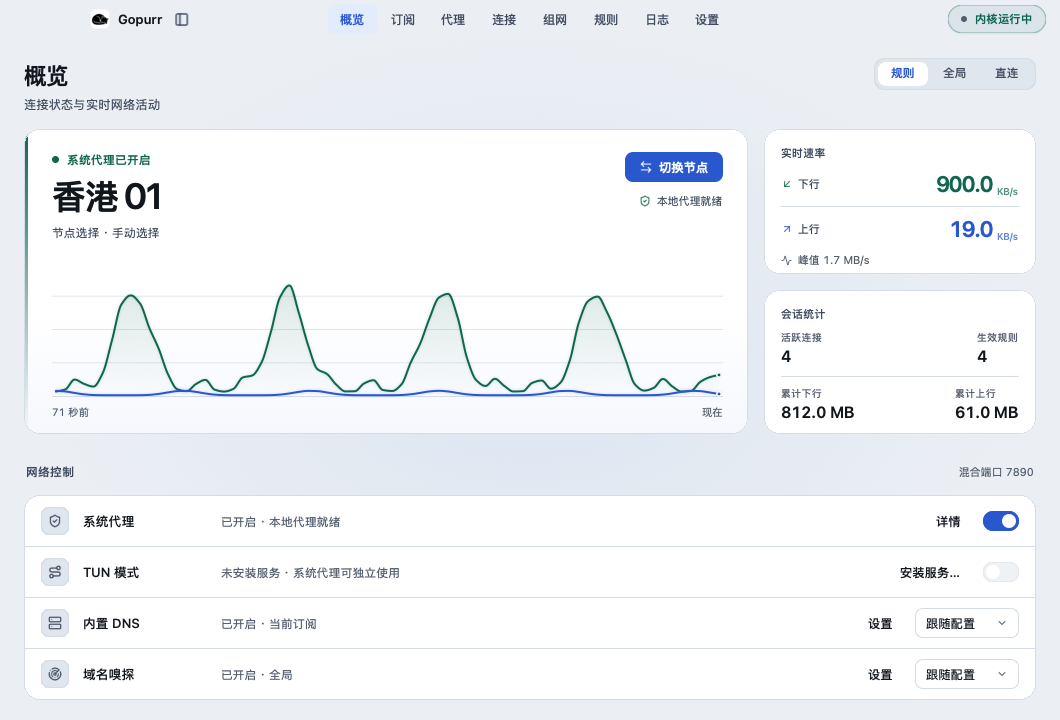 Gopurr
概览 订阅 代理 连接 组网 规则 日志 设置
内核运行中
概览
规则 全局 直连
连接状态与实时网络活动
系统代理已开启
切换节点
香港 01
本地代理就绪
节点选择 · 手动选择
71 秒前 现在
实时速率
下行 900.0 KB/s
上行 19.0 KB/s
峰值 1.7 MB/s
会话统计
活跃连接 生效规则
4 4
累计下行 累计上行
812.0 MB 61.0 MB
网络控制 混合端口 7890
系统代理 已开启 · 本地代理就绪 详情
TUN 模式 未安装服务 · 系统代理可独立使用 安装服务...
内置 DNS 已开启 · 当前订阅 设置 跟随配置
域名嗅探 已开启 · 全局 设置 跟随配置